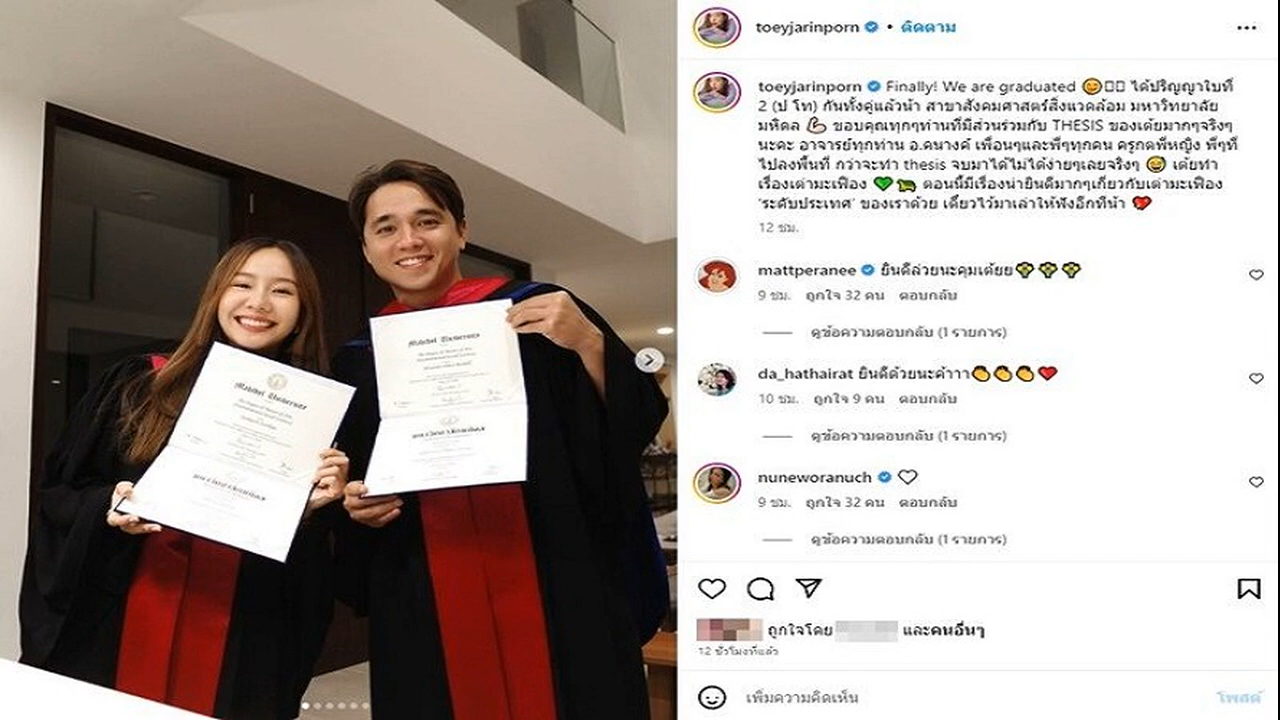 toeyjarinporn • ติดตาม
toeyjarinporn Finally! We are graduated 😄 ได้ปริญญาใบที่
2 (ป โท) กันทั้งคู่แล้วน้า สาขาสังคมศาสตร์สิ่งแวดล้อม มหาวิทยาลัย
มหิดล 💪 ขอบคุณทุกๆท่านที่มีส่วนร่วมกับ THESIS ของเต้ยมากๆจริงๆ
นะคะ อาจารย์ทุกท่าน อ.คนางค์ เพื่อนๆและพี่ๆทุกคน ครูกตพี่หญิง พี่ๆที่
ไปลงพื้นที่ กว่าจะทำ thesis จบมาได้ไม่ได้ง่ายๆเลยจริงๆ 😅 เต้ยทำ
เรื่องเต่ามะเฟือง 💚🐢 ตอนนี้มีเรื่องน่ายินดีมากๆเกี่ยวกับเต่ามะเฟือง
'ระดับประเทศ' ของเราด้วย เดี๋ยวไว้มาเล่าให้ฟังอีกทีน้า ❤️
12 ชม.
mattperanee ยินดีล่วยนะคุมเต้ยย
9 ชม. ถูกใจ 32 คน ตอบกลับ
ดูข้อความตอบกลับ (1 รายการ)
da_hathairat ยินดีด้วยนะค้าาา👏👏👏❤️
10 ชม. ถูกใจ 9 คน ตอบกลับ
ดูข้อความตอบกลับ (1 รายการ)
nuneworanuch 🤍
9 ชม. ถูกใจ 32 คน ตอบกลับ
ดูข้อความตอบกลับ (1 รายการ)
ถูกใจโดย และคนอื่นๆ
12 ชั่วโมงที่แล้ว
เพิ่มความคิดเห็น โพสต์
Mahidol University
Mahidol University